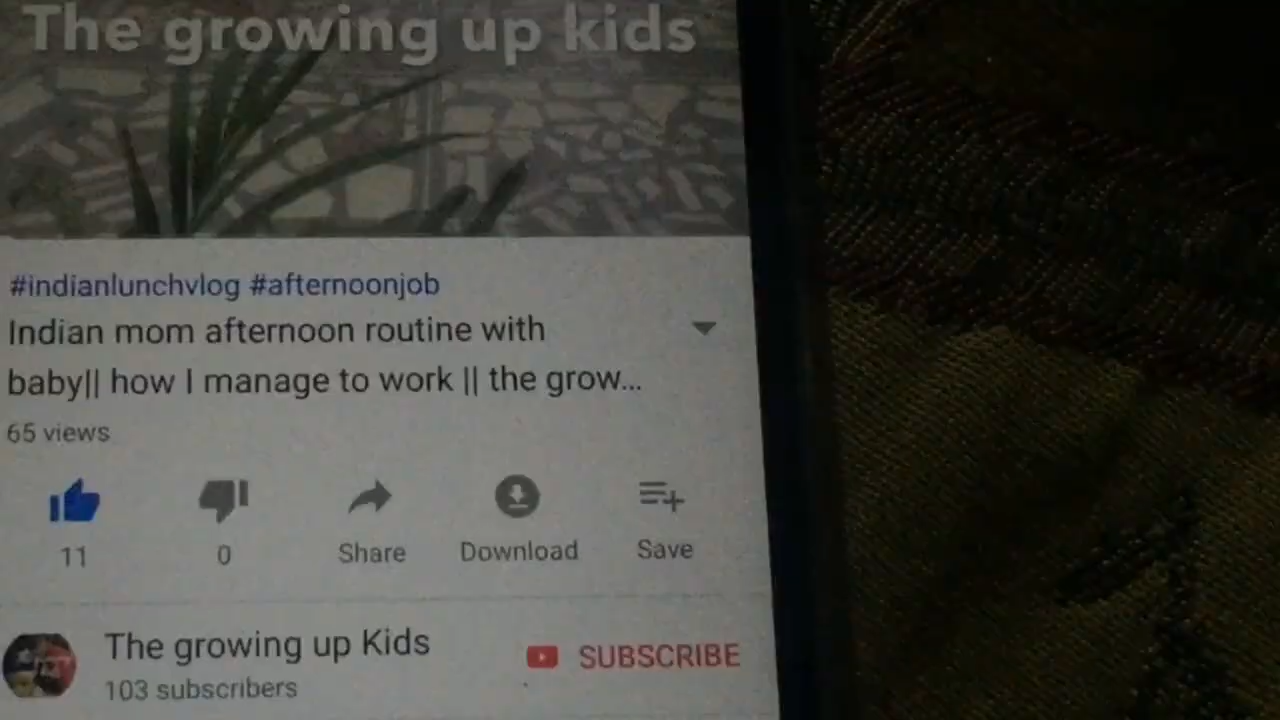 The growing up kids
#indianlunchvlog #afternoonjob
Indian mom afternoon routine with
baby|| how I manage to work || the grow...
65 views
11
0
Share
Download
Save
The growing up Kids
SUBSCRIBE
103 subscribers